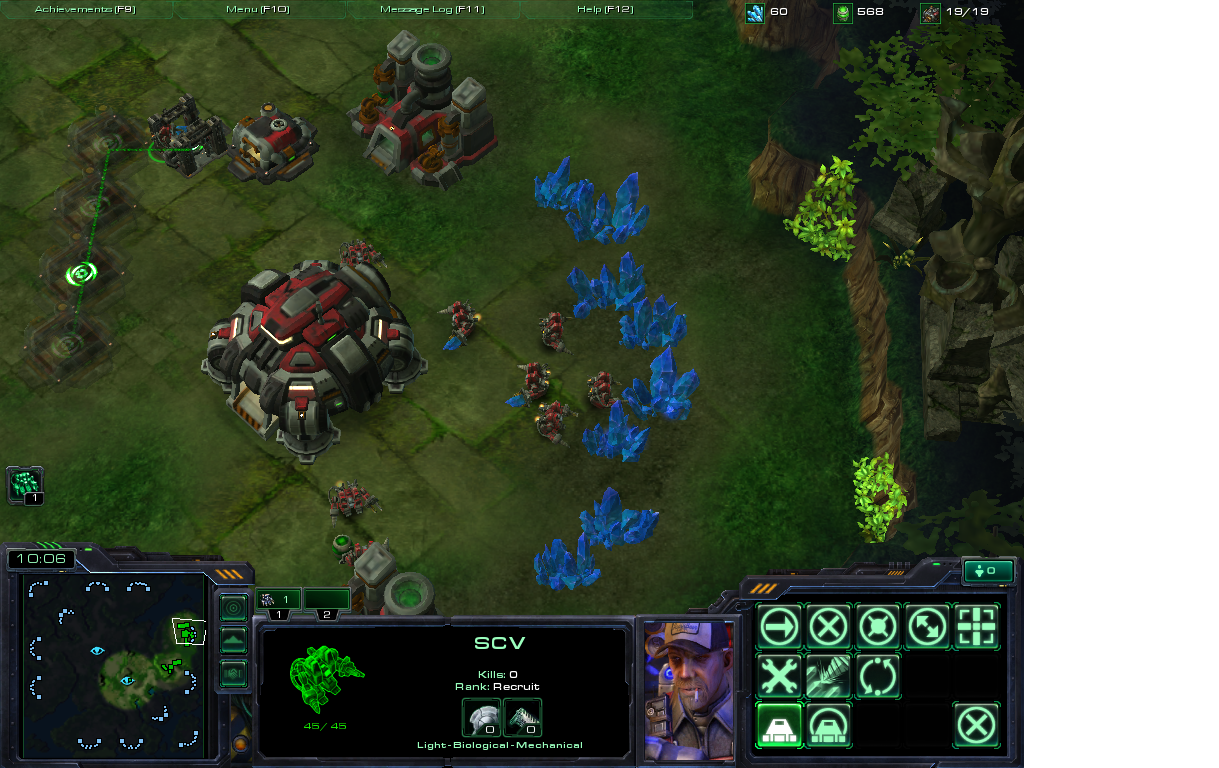 Achievements (F9) Menu (F10) Message Log (F11) Help (F12) 60 568 19/19
1
10:06
1
1 2
0
SCV
Kills: 0
Rank: Recruit
45/45
0 0
Light-Biological-Mechanical